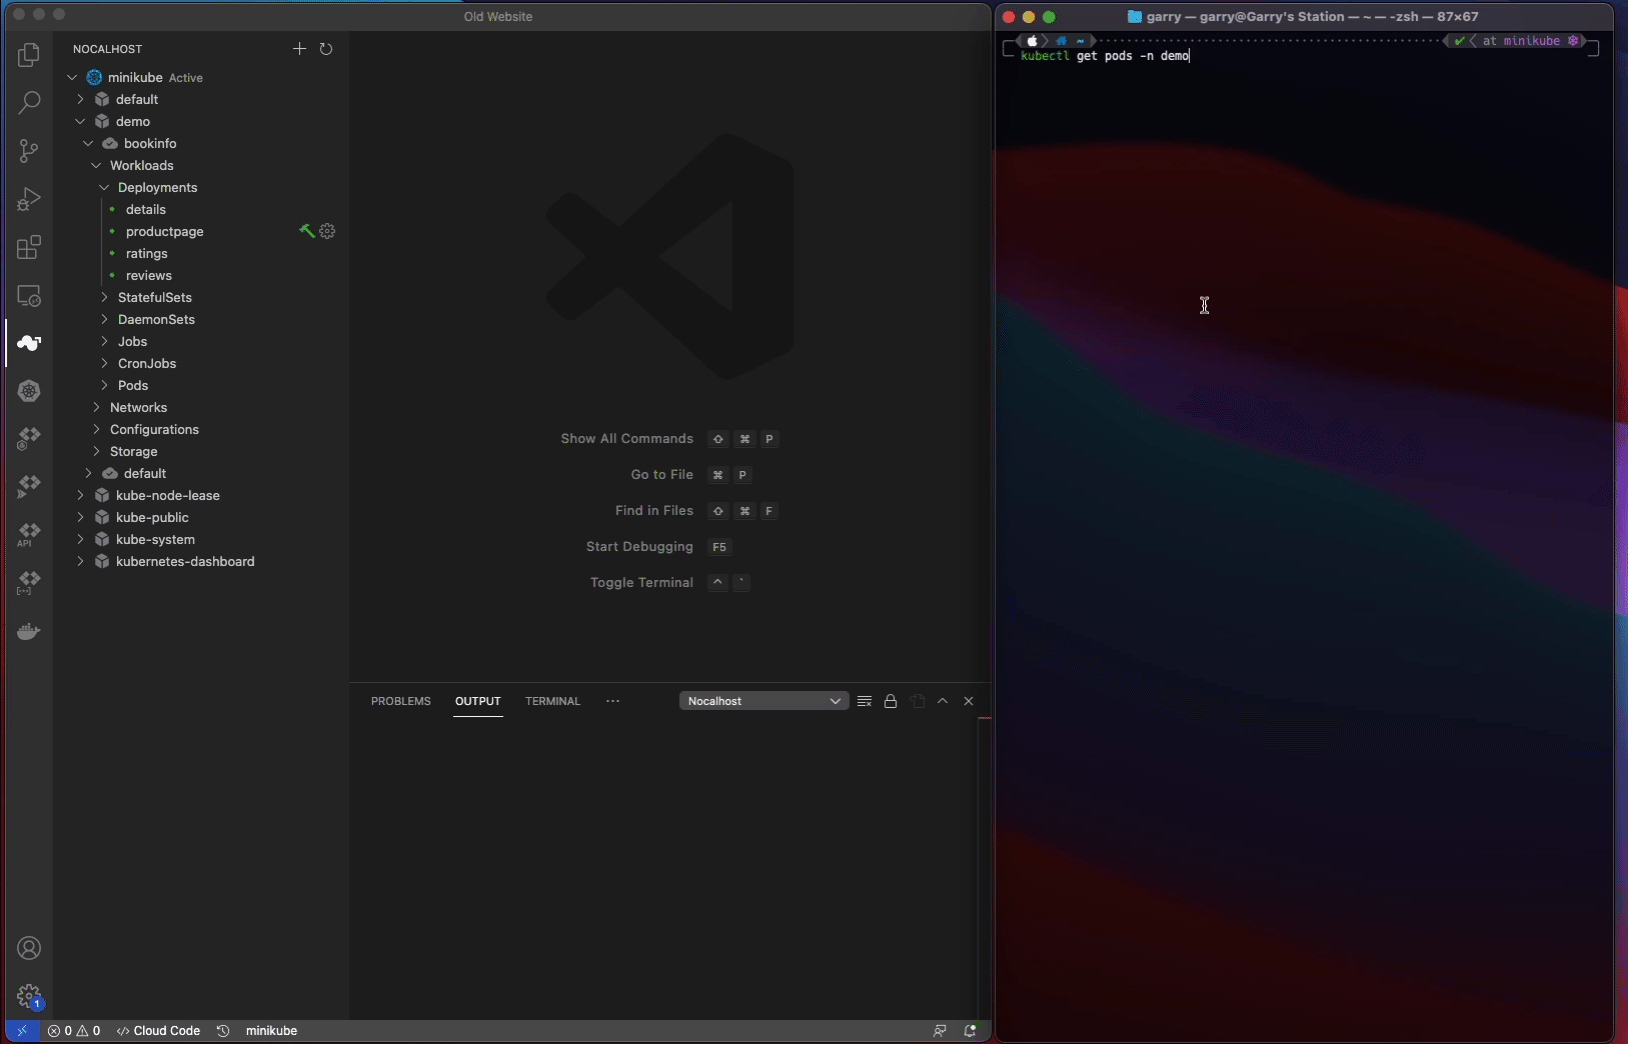 Old Website
NOCALHOST
minikube Active
default
demo
bookinfo
Workloads
Deployments
details
productpage
ratings
reviews
StatefulSets
DaemonSets
Jobs
CronJobs
Pods
Networks
Configurations
Storage
default
kube-node-lease
kube-public
kube-system
kubernetes-dashboard
API
Show All Commands ⇧ ⌘ P
Go to File ⌘ P
Find in Files ⇧ ⌘ F
Start Debugging F5
Toggle Terminal ^ `
PROBLEMS OUTPUT TERMINAL ··· Nocalhost
1
0 0 Cloud Code minikube
garry — garry@Garry's Station — ~ — -zsh — 87×67
~ ✔ at minikube
kubectl get pods -n demo